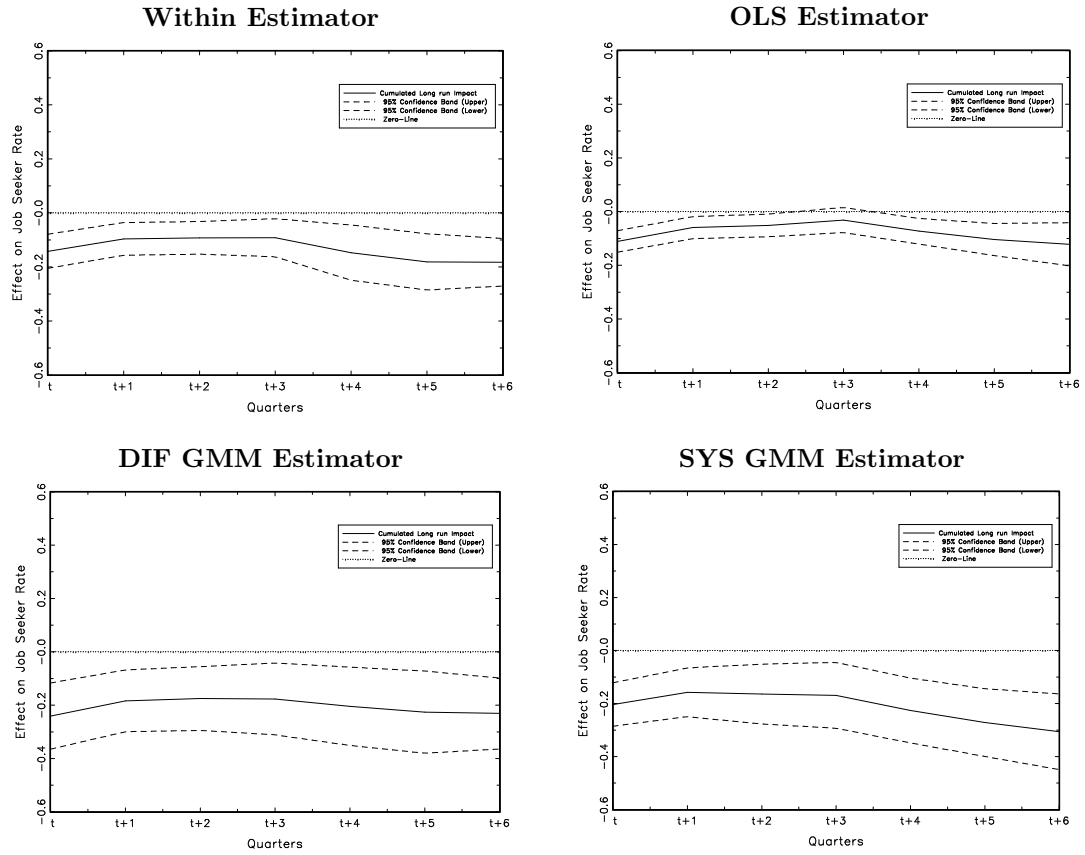 Within Estimator
Effect on Job Seeker Rate
0.6
0.4
0.2
-0.0
-0.2
-0.4
-0.6
Cumulated Long run Impact
95% Confidence Band (Upper)
95% Confidence Band (Lower)
Zero-Line
t
t+1
t+2
t+3
t+4
t+5
t+6
Quarters
OLS Estimator
Effect on Job Seeker Rate
0.6
0.4
0.2
-0.0
-0.2
-0.4
-0.6
Cumulated Long run Impact
95% Confidence Band (Upper)
95% Confidence Band (Lower)
Zero-Line
t
t+1
t+2
t+3
t+4
t+5
t+6
Quarters
DIF GMM Estimator
Effect on Job Seeker Rate
0.6
0.4
0.2
-0.0
-0.2
-0.4
-0.6
Cumulated Long run Impact
95% Confidence Band (Upper)
95% Confidence Band (Lower)
Zero-Line
t
t+1
t+2
t+3
t+4
t+5
t+6
Quarters
SYS GMM Estimator
Effect on Job Seeker Rate
0.6
0.4
0.2
-0.0
-0.2
-0.4
-0.6
Cumulated Long run Impact
95% Confidence Band (Upper)
95% Confidence Band (Lower)
Zero-Line
t
t+1
t+2
t+3
t+4
t+5
t+6
Quarters